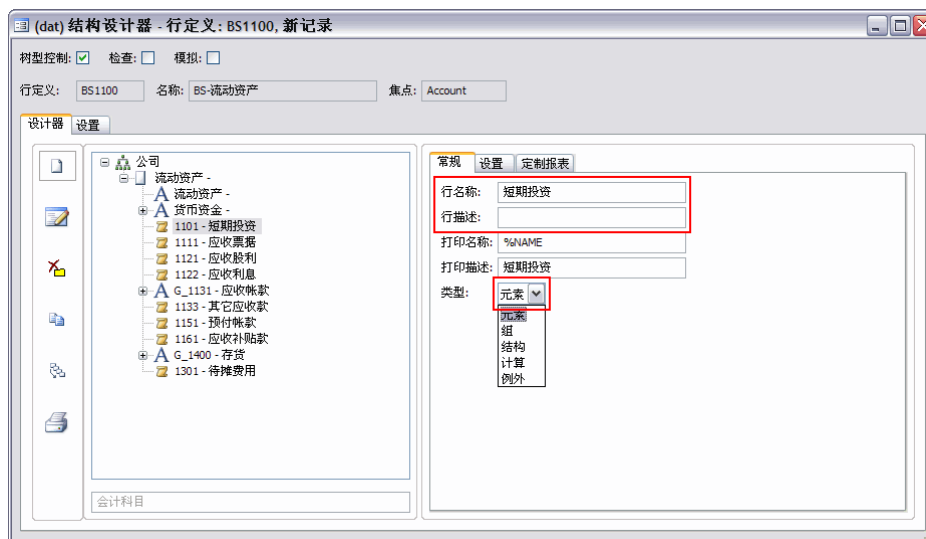 (dat) 结构设计器 - 行定义: BS1100, 新记录
树型控制: 检查: 模拟:
行定义: BS1100 名称: BS-流动资产 焦点: Account
设计器 设置
公司
流动资产 -
流动资产 -
货币资金 -
1101 - 短期投资
1111 - 应收票据
1121 - 应收股利
1122 - 应收利息
G_1131 - 应收帐款
1133 - 其它应收款
1151 - 预付帐款
1161 - 应收补贴款
G_1400 - 存货
1301 - 待摊费用
会计科目
常规 设置 定制报表
行名称: 短期投资
行描述:
打印名称: %NAME
打印描述: 短期投资
类型: 元素
元素
组
结构
计算
例外